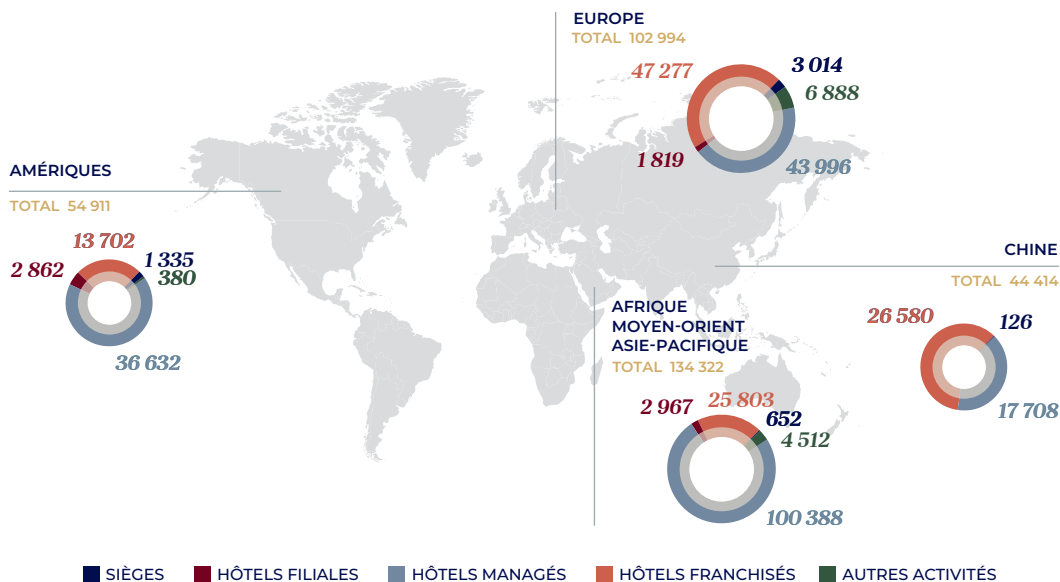 EUROPE
TOTAL 102 994
47 277
3 014
6 888
1 819
43 996
AMÉRIQUES
TOTAL 54 911
13 702
2 862
1 335
380
36 632
CHINE
TOTAL 44 414
26 580
126
17 708
AFRIQUE
MOYEN-ORIENT
ASIE-PACIFIQUE
TOTAL 134 322
2 967
25 803
652
4 512
100 388
SIÈGES HÔTELS FILIALES HÔTELS MANAGÉS HÔTELS FRANCHISÉS AUTRES ACTIVITÉS